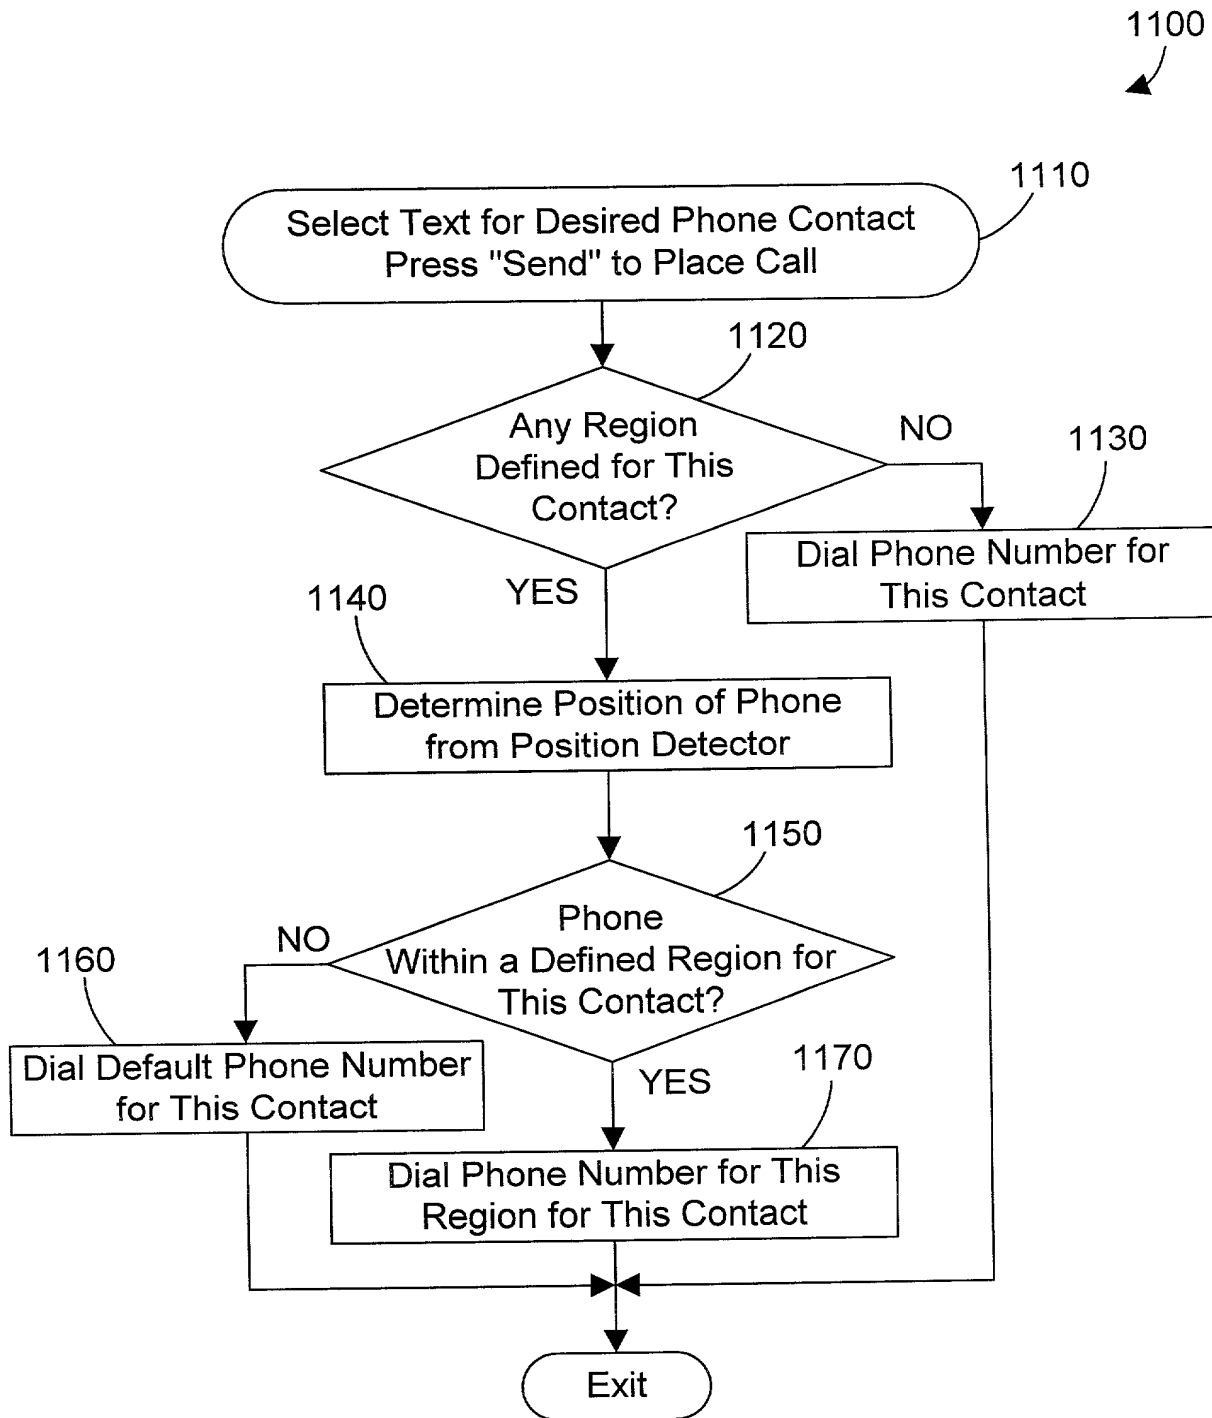 1100
1110
Select Text for Desired Phone Contact
Press "Send" to Place Call
1120
Any Region
Defined for This
Contact?
NO
1130
Dial Phone Number for
This Contact
YES
1140
Determine Position of Phone
from Position Detector
1150
Phone
Within a Defined Region for
This Contact?
NO
1160
Dial Default Phone Number
for This Contact
YES
1170
Dial Phone Number for This
Region for This Contact
Exit